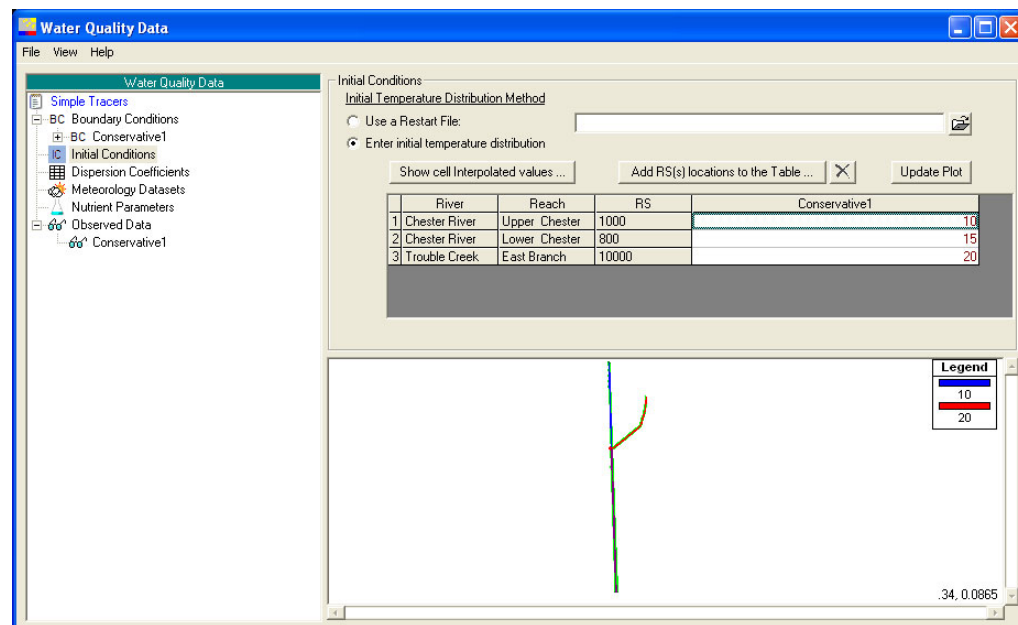 Water Quality Data
File View Help
Water Quality Data
Simple Tracers
BC Boundary Conditions
BC Conservative1
IC Initial Conditions
Dispersion Coefficients
Meteorology Datasets
Nutrient Parameters
Observed Data
Conservative1
Initial Conditions
Initial Temperature Distribution Method
Use a Restart File:
Enter initial temperature distribution
Show cell Interpolated values ... Add RS(s) locations to the Table ... Update Plot
River Reach RS Conservative1
1 Chester River Upper Chester 1000 10
2 Chester River Lower Chester 800 15
3 Trouble Creek East Branch 10000 20
Legend
10
20
.34, 0.0865